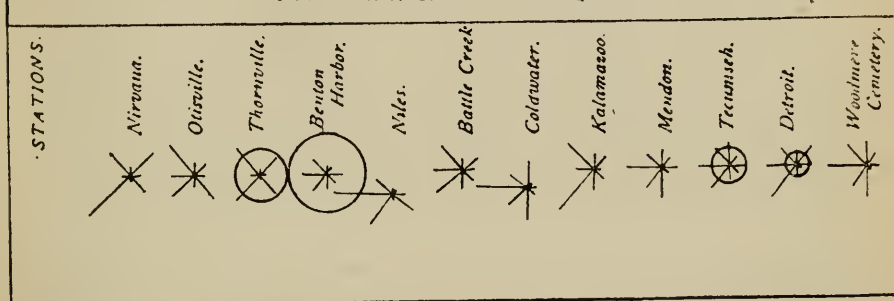 STATIONS.
Nirvana.
Otisville.
Thornville.
Benton
Harbor.
Niles.
Battle Creek
Coldwater.
Kalamazoo.
Mendon.
Tecumseh.
Detroit.
Woodmere
Cemetery.